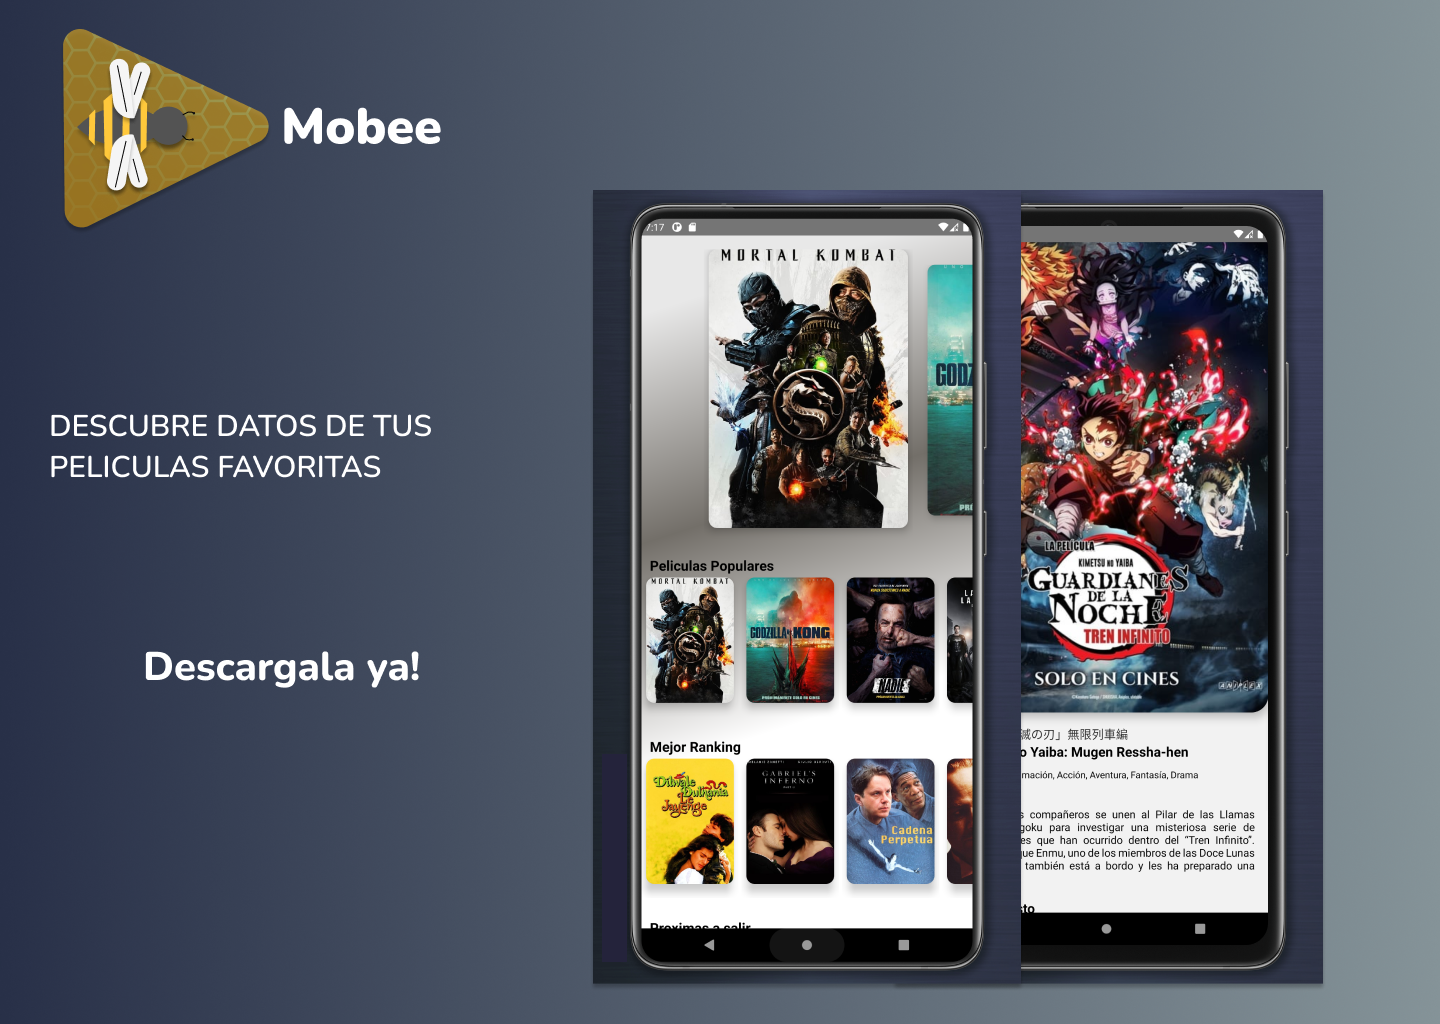 Mobee
DESCUBRE DATOS DE TUS
PELICULAS FAVORITAS
Descargala ya!
7:17
MORTAL KOMBAT
GODZ
Peliculas Populares
MORTAL KOMBAT
GODZILLA KONG
NADIE
Mejor Ranking
Dilwale
Dulhania
Le
Jayenge
GABRIEL'S
INFERNO
Cadena
Perpetua
Proximas a salir
LA PELÍCULA
KIMETSU NO YAIBA
GUARDIANES
DE LA
NOCHE
TREN INFINITO
SOLO EN CINES
滅の刃」無限列車編
o Yaiba: Mugen Ressha-hen
mación, Acción, Aventura, Fantasía, Drama
s compañeros se unen al Pilar de las Llamas
goku para investigar una misteriosa serie de
es que han ocurrido dentro del "Tren Infinito".
ue Enmu, uno de los miembros de las Doce Lunas
también está a bordo y les ha preparado una
sto